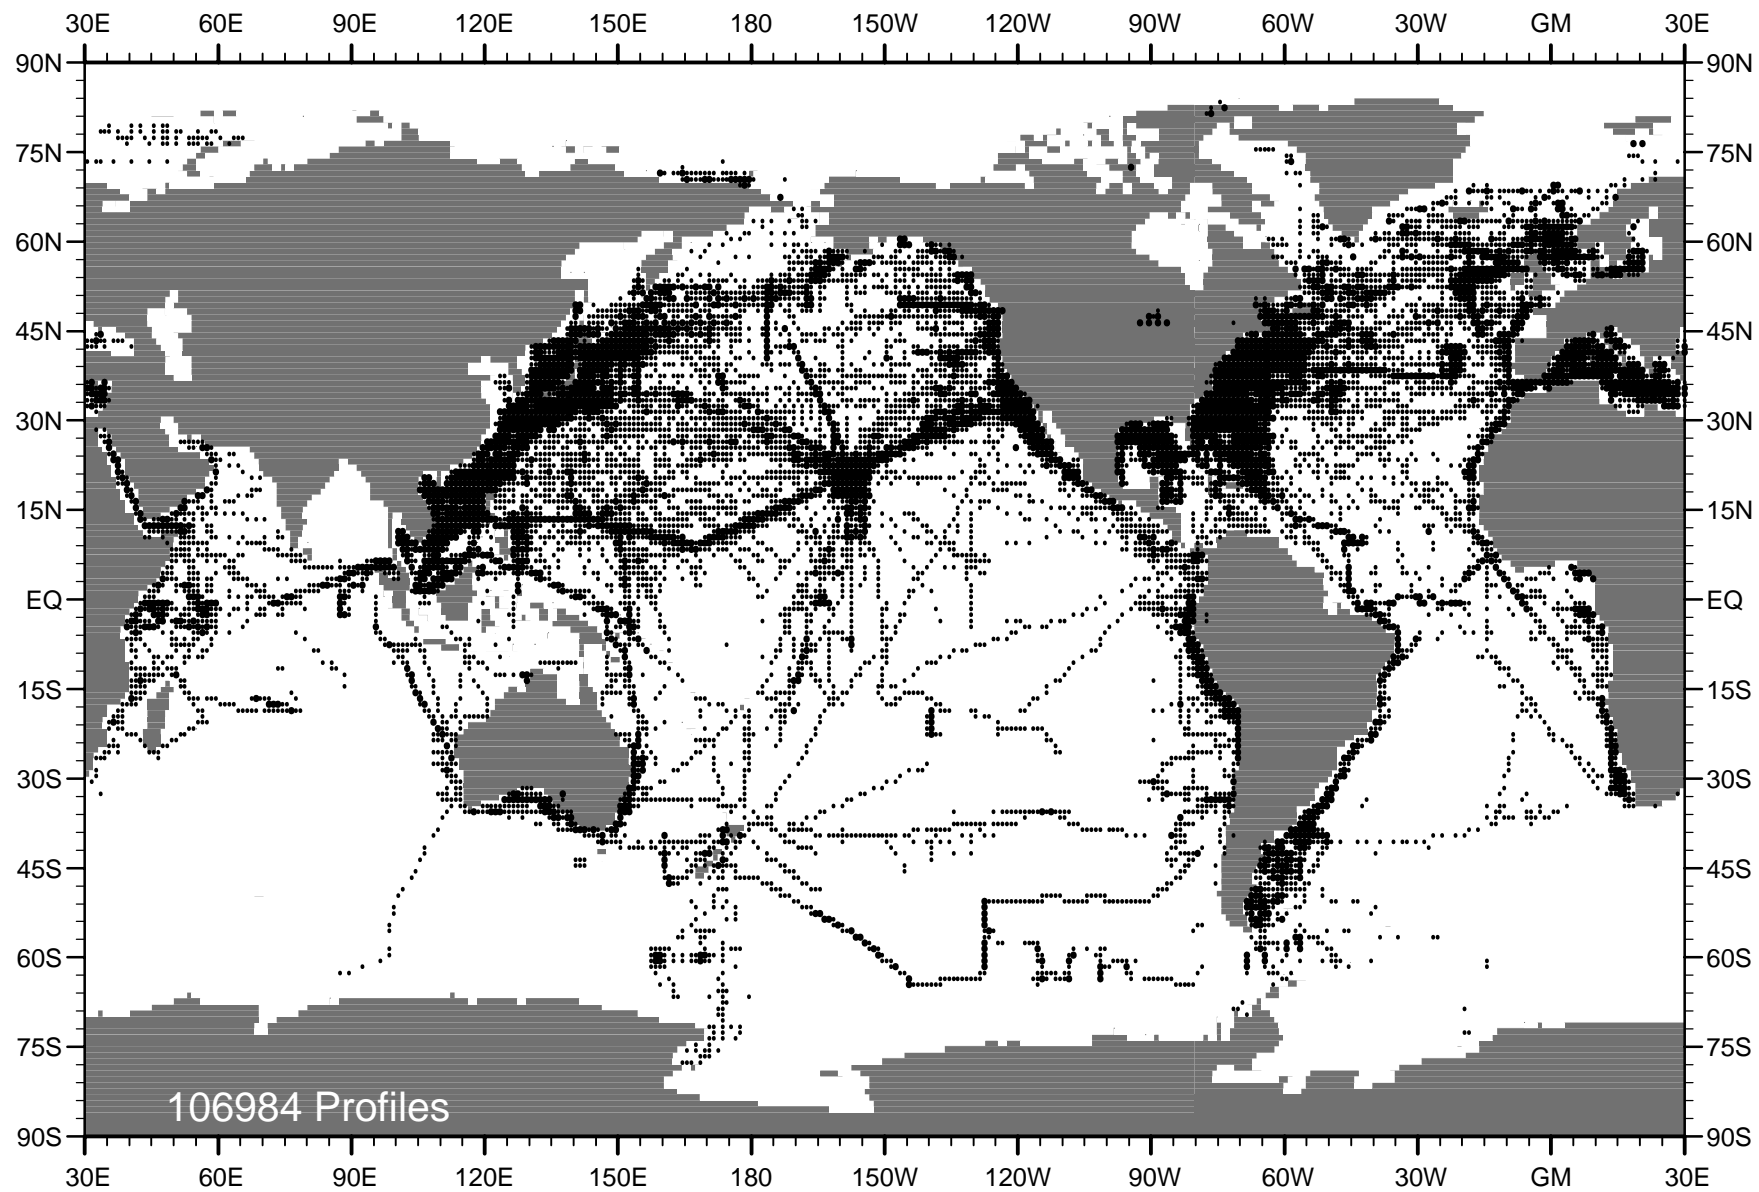 30E 60E 90E 120E 150E 180 150W 120W 90W 60W 30W GM 30E
90N 90N
75N 75N
60N 60N
45N 45N
30N 30N
15N 15N
EQ EQ
15S 15S
30S 30S
45S 45S
60S 60S
75S 75S
106984 Profiles
90S 90S
30E 60E 90E 120E 150E 180 150W 120W 90W 60W 30W GM 30E